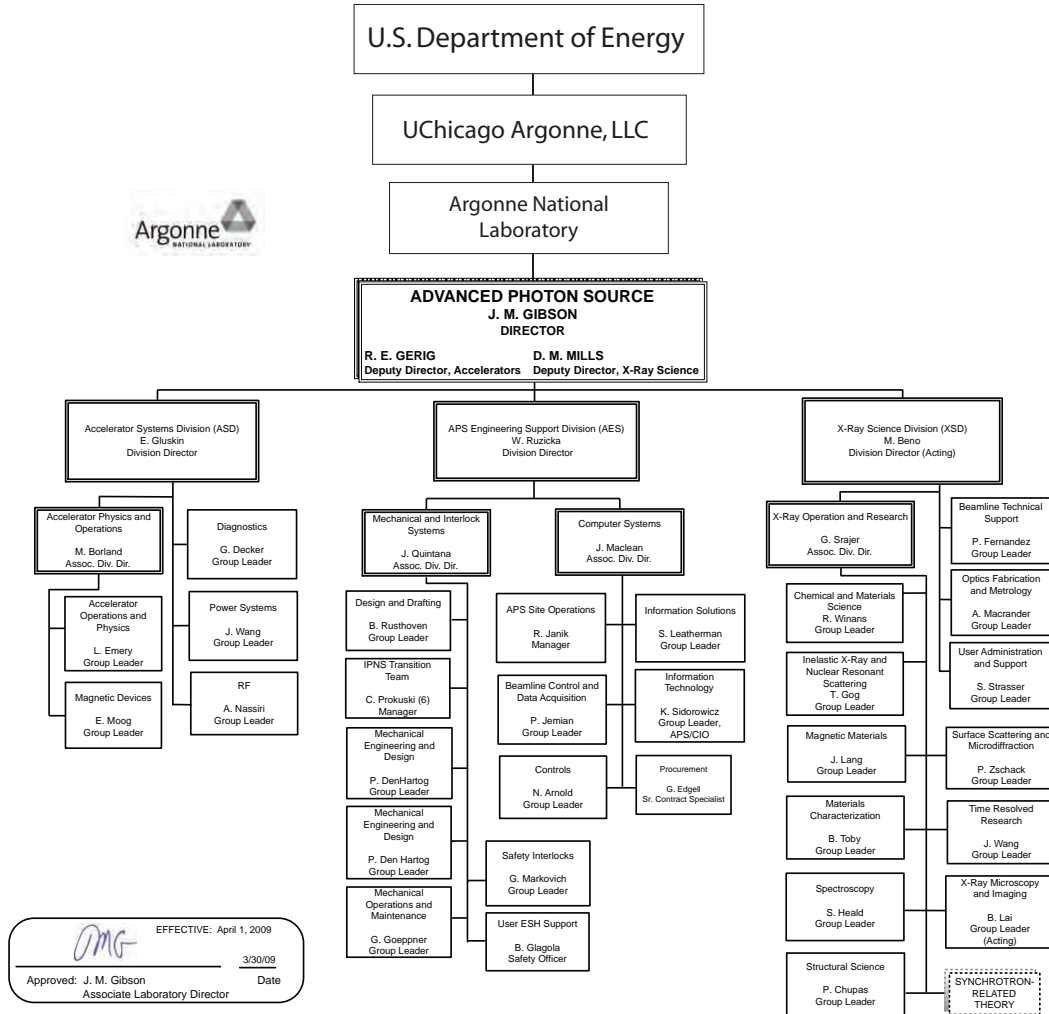 U.S. Department of Energy
UChicago Argonne, LLC
Argonne National
Laboratory
Argonne
NATIONAL LABORATORY
ADVANCED PHOTON SOURCE
J. M. GIBSON
DIRECTOR
R. E. GERIG
Deputy Director, Accelerators
D. M. MILLS
Deputy Director, X-Ray Science
Accelerator Systems Division (ASD)
E. Gluskin
Division Director
APS Engineering Support Division (AES)
W. Ruzicka
Division Director
X-Ray Science Division (XSD)
M. Beno
Division Director (Acting)
Accelerator Physics and
Operations
M. Borland
Assoc. Div. Dir.
Diagnostics
G. Decker
Group Leader
Accelerator
Operations and
Physics
L. Emery
Group Leader
Power Systems
J. Wang
Group Leader
Magnetic Devices
E. Moog
Group Leader
RF
A. Nassiri
Group Leader
Mechanical and Interlock
Systems
J. Quintana
Assoc. Div. Dir.
Computer Systems
J. Maclean
Assoc. Div. Dir.
Design and Drafting
B. Rusthoven
Group Leader
IPNS Transition
Team
C. Prokuski (6)
Manager
Mechanical
Engineering and
Design
P. DenHartog
Group Leader
Mechanical
Engineering and
Design
P. Den Hartog
Group Leader
Mechanical
Operations and
Maintenance
G. Goeppner
Group Leader
Safety Interlocks
G. Markovich
Group Leader
User ESH Support
B. Glagola
Safety Officer
APS Site Operations
R. Janik
Manager
Information Solutions
S. Leatherman
Group Leader
Beamline Control and
Data Acquisition
P. Jemian
Group Leader
Information
Technology
K. Sidorowicz
Group Leader,
APS/CIO
Controls
N. Arnold
Group Leader
Procurement
G. Edgell
Sr. Contract Specialist
X-Ray Operation and Research
G. Srajer
Assoc. Div. Dir.
Beamline Technical
Support
P. Fernandez
Group Leader
Optics Fabrication
and Metrology
A. Macrander
Group Leader
User Administration
and Support
S. Strasser
Group Leader
Chemical and Materials
Science
R. Winans
Group Leader
Inelastic X-Ray and
Nuclear Resonant
Scattering
T. Gog
Group Leader
Magnetic Materials
J. Lang
Group Leader
Surface Scattering and
Microdiffraction
P. Zschack
Group Leader
Materials
Characterization
B. Toby
Group Leader
Time Resolved
Research
J. Wang
Group Leader
Spectroscopy
S. Heald
Group Leader
X-Ray Microscopy
and Imaging
B. Lai
Group Leader
(Acting)
Structural Science
P. Chupas
Group Leader
SYNCHROTRON-
RELATED
THEORY
JMG
EFFECTIVE: April 1, 2009
3/30/09
Approved: J. M. Gibson
Date
Associate Laboratory Director